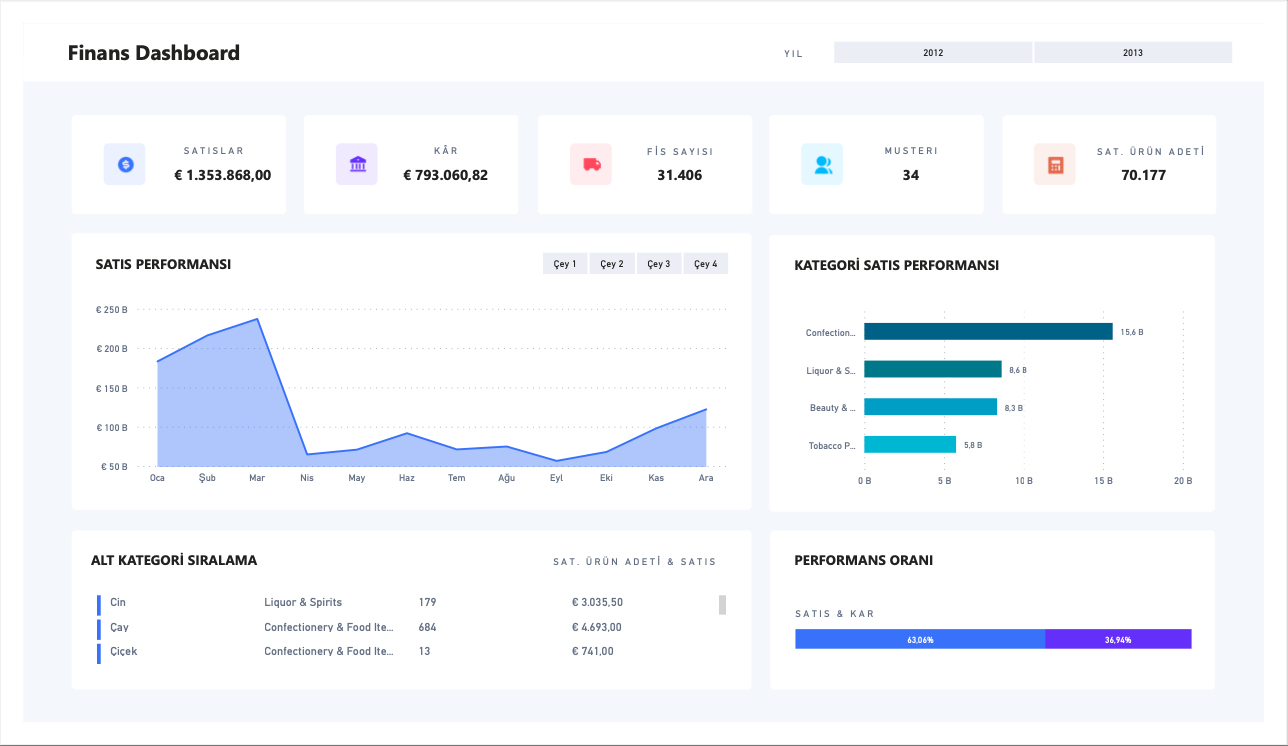 Finans Dashboard
YIL
2012
2013
SATISLAR
€ 1.353.868,00
KÂR
€ 793.060,82
FİS SAYISI
31.406
MUSTERI
34
SAT. ÜRÜN ADETİ
70.177
SATIS PERFORMANSI
Çey 1
Çey 2
Çey 3
Çey 4
€ 250 B
€ 200 B
€ 150 B
€ 100 B
€ 50 B
Oca
Şub
Mar
Nis
May
Haz
Tem
Ağu
Eyl
Eki
Kas
Ara
KATEGORİ SATIS PERFORMANSI
Confection... 15,6 B
Liquor & S... 8,6 B
Beauty & ... 8,3 B
Tobacco P... 5,8 B
0 B
5 B
10 B
15 B
20 B
ALT KATEGORİ SIRALAMA
SAT. ÜRÜN ADETİ & SATIS
Cin Liquor & Spirits 179 € 3.035,50
Çay Confectionery & Food Ite... 684 € 4.693,00
Çiçek Confectionery & Food Ite... 13 € 741,00
PERFORMANS ORANI
SATIS & KAR
63,06%
36,94%